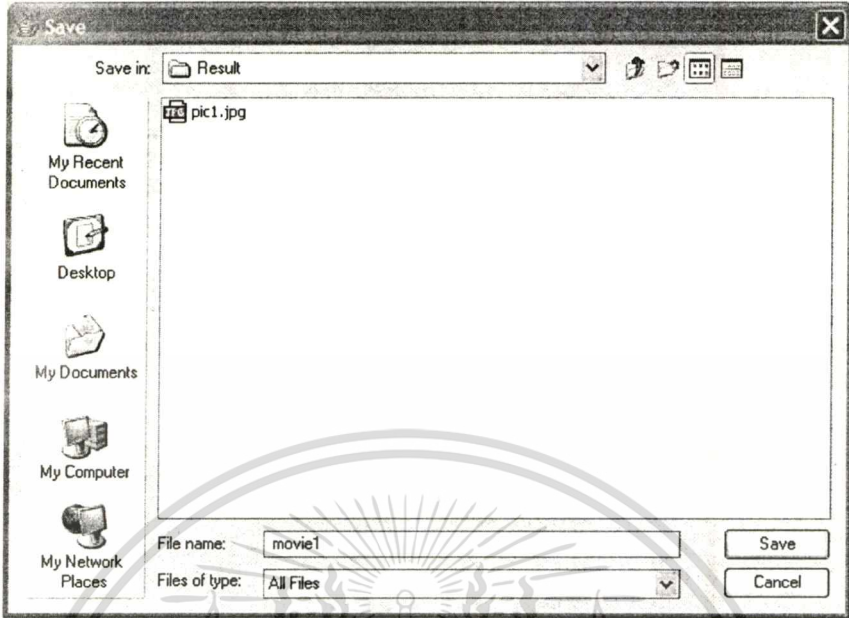 Save
Save in:
Result
pic1.jpg
My Recent
Documents
Desktop
My Documents
My Computer
My Network
Places
File name:
movie1
Save
Files of type:
All Files
Cancel